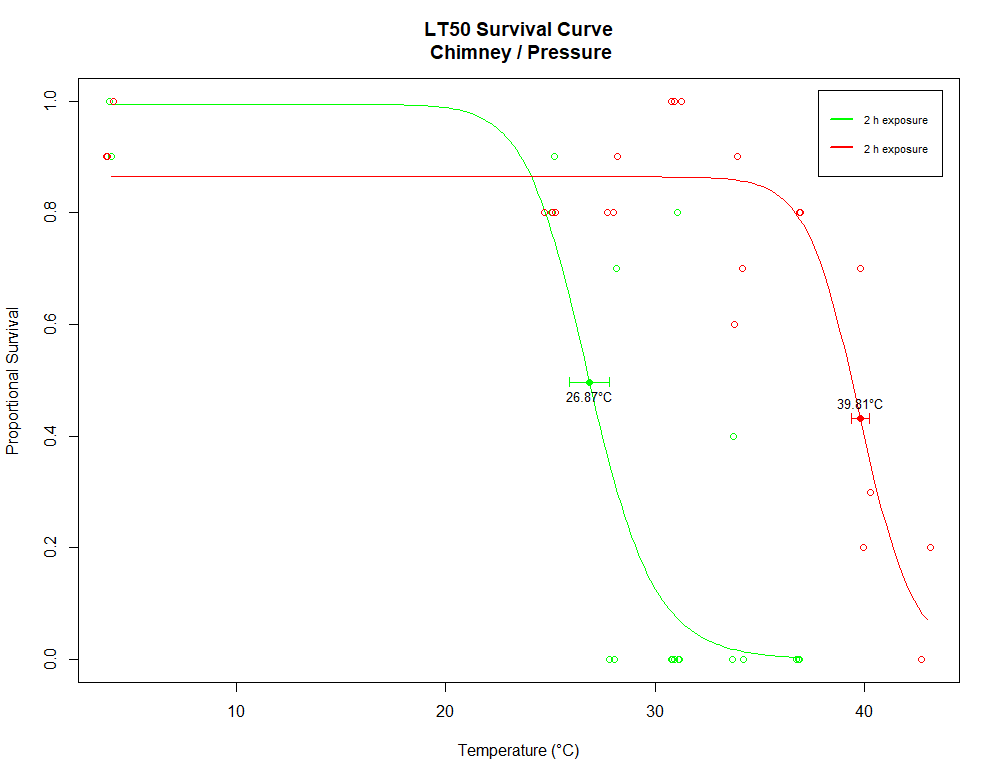 LT50 Survival Curve
Chimney / Pressure
2 h exposure
2 h exposure
1.0
0.8
0.6
0.4
0.2
0.0
Proportional Survival
26.87°C
39.81°C
10
20
30
40
Temperature (°C)